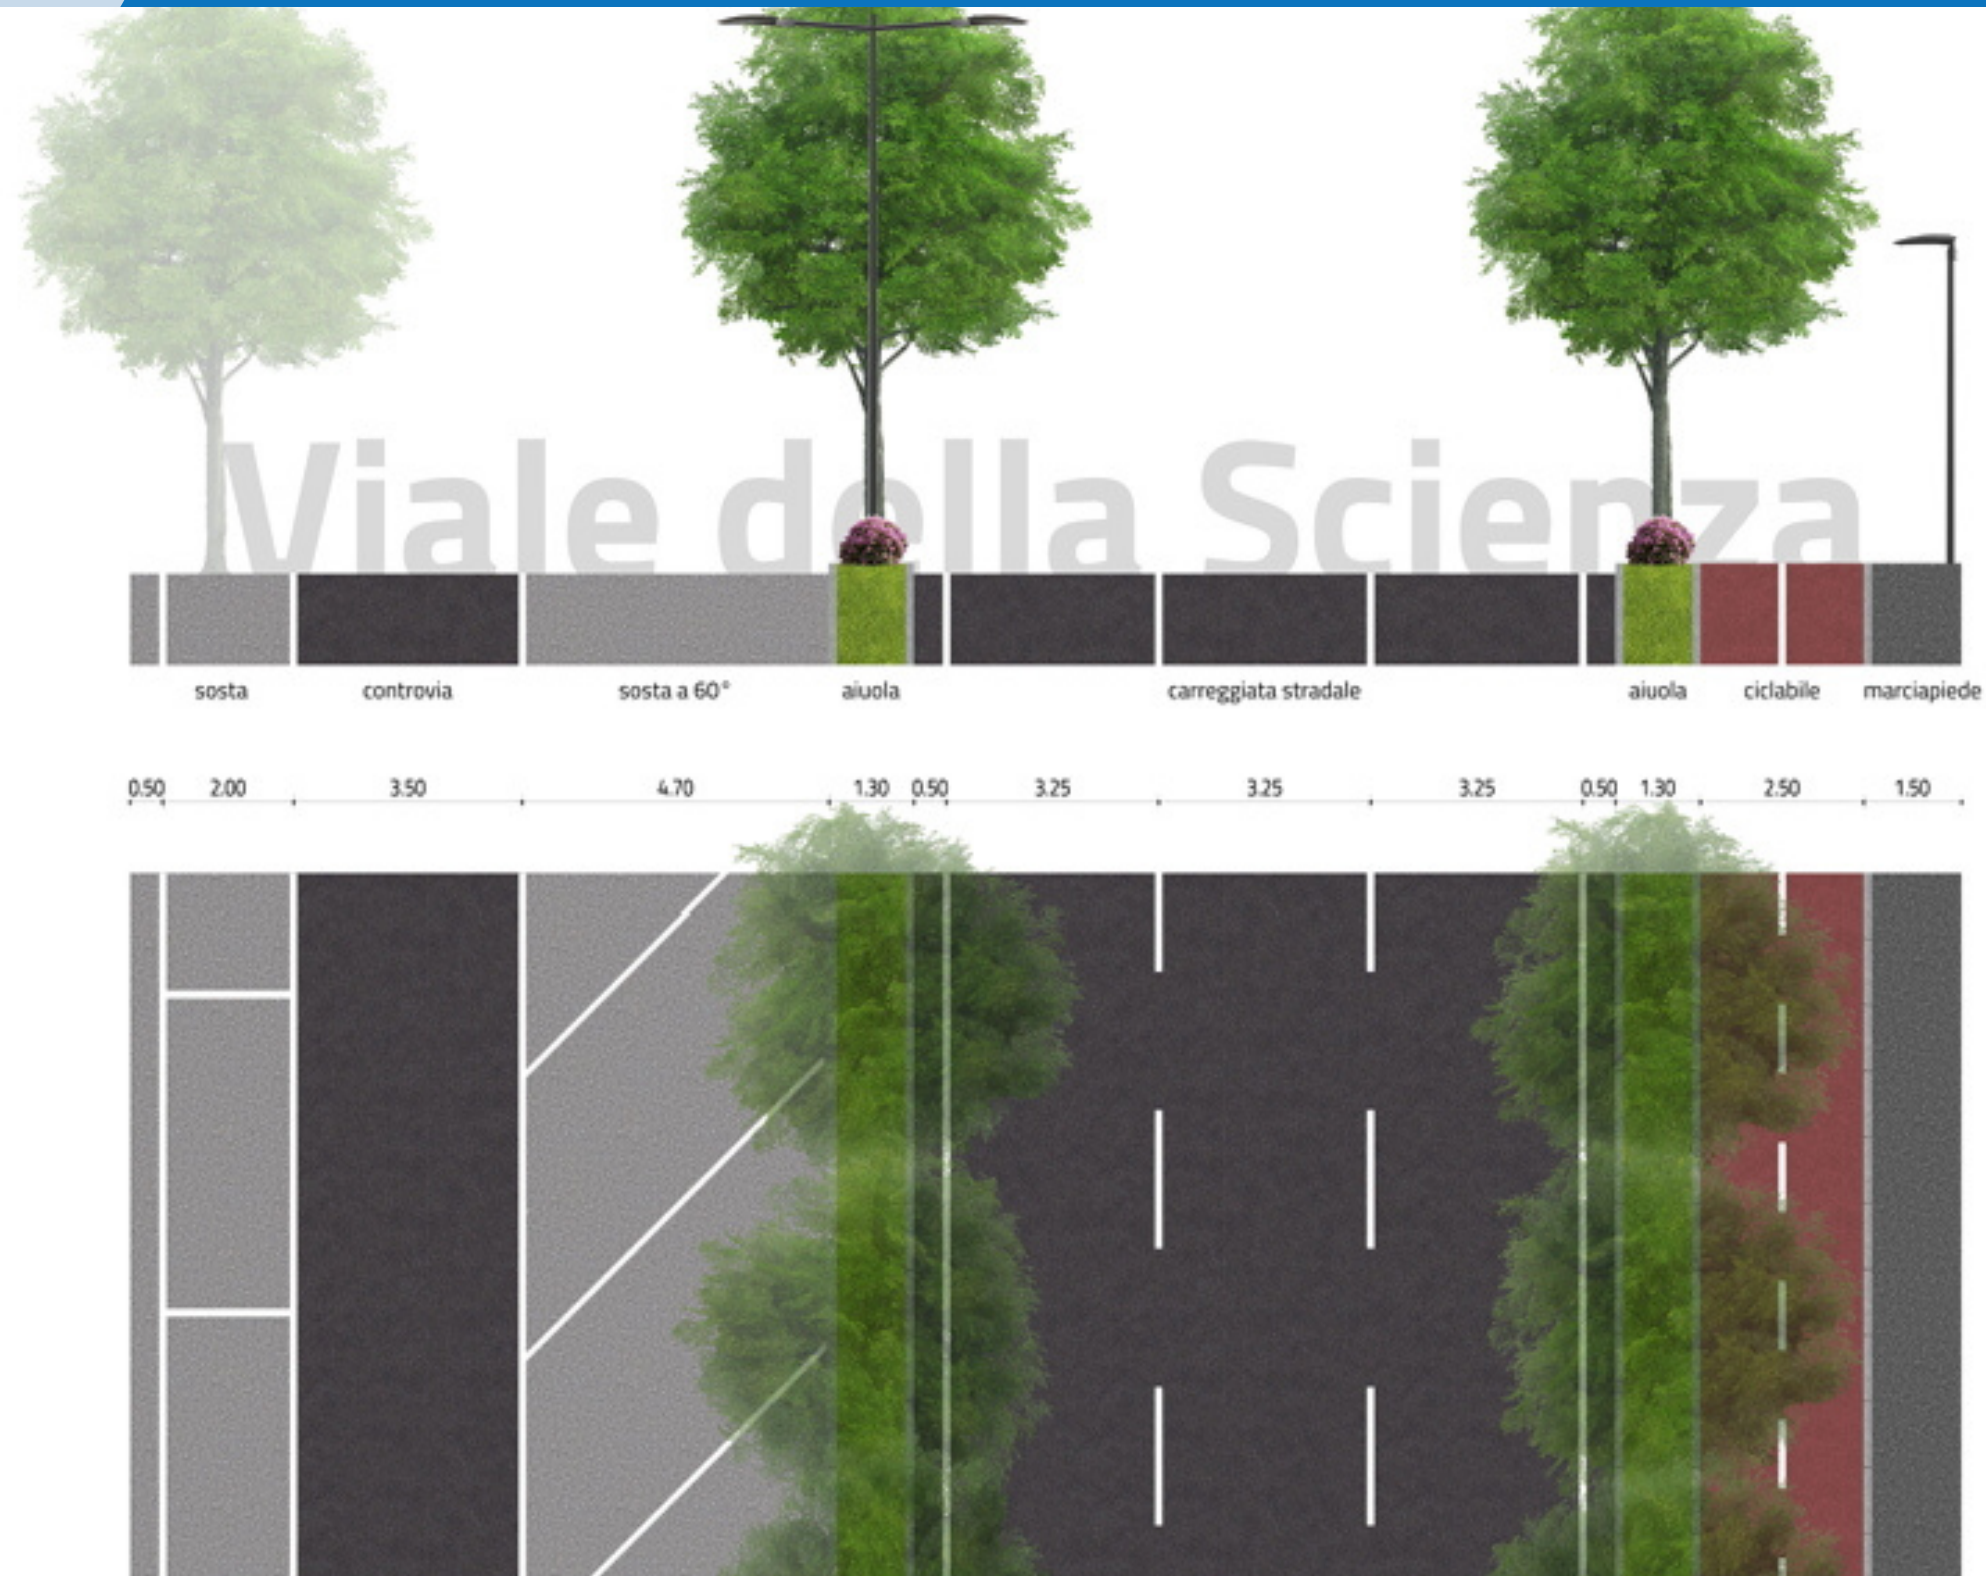 Viale della Scienza
sosta controvia sosta a 60° aiuola carreggiata stradale aiuola ciclabile marciapiede
0.50 2.00 3.50 4.70 1.30 0.50 3.25 3.25 3.25 0.50 1.30 2.50 1.50